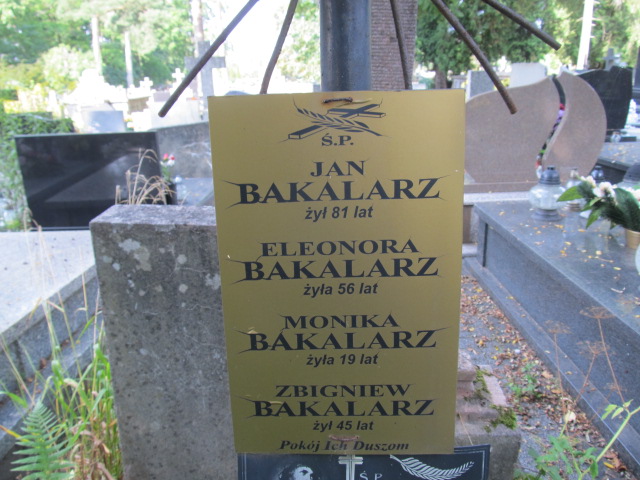 Ś.P.
JAN
BAKALARZ
żył 81 lat
ELEONORA
BAKALARZ
żyła 56 lat
MONIKA
BAKALARZ
żyła 19 lat
ZBIGNIEW
BAKALARZ
żył 45 lat
Pokój Ich Duszom
Ś P